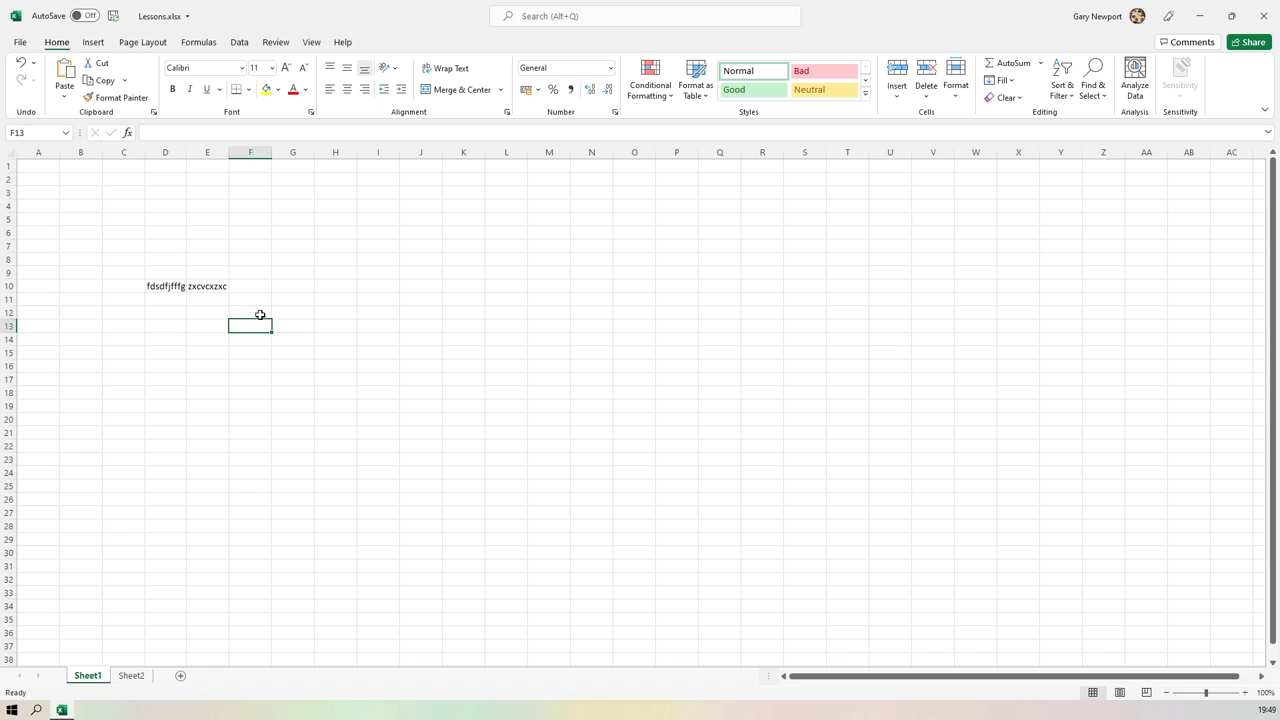 AutoSave Off Lessons.xlsx Search (Alt+Q) Gary Newport
File Home Insert Page Layout Formulas Data Review View Help Comments Share
Cut
Copy
Format Painter
Paste
Undo Clipboard
Calibri 11
B I U
Font
Wrap Text
Merge & Center
Alignment
General
Number
Conditional Formatting
Format as Table
Normal Bad
Good Neutral
Styles
Insert Delete Format
Cells
AutoSum
Fill
Clear
Sort & Filter
Find & Select
Editing
Analyze Data
Analysis
Sensitivity
Sensitivity
F13 fx
A B C D E F G H I J K L M N O P Q R S T U V W X Y Z AA AB AC
1
2
3
4
5
6
7
8
9
10 fdsdfjfffg zxcvcxzxc
11
12
13
14
15
16
17
18
19
20
21
22
23
24
25
26
27
28
29
30
31
32
33
34
35
36
37
38
Sheet1 Sheet2
Ready 100%
19:49